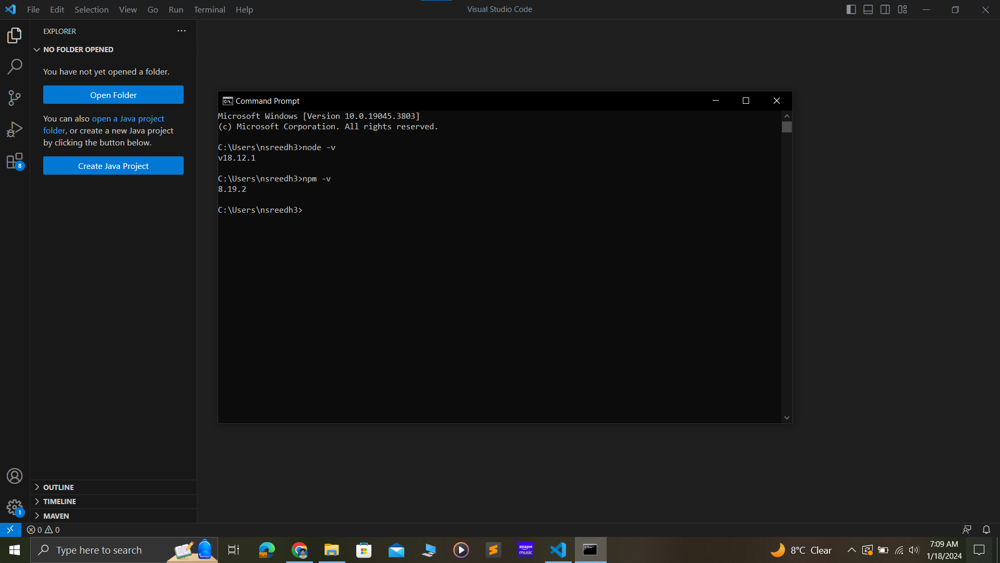 File Edit Selection View Go Run Terminal Help
Visual Studio Code
EXPLORER
NO FOLDER OPENED
You have not yet opened a folder.
Open Folder
You can also open a Java project
folder, or create a new Java project
by clicking the button below.
Create Java Project
8
Command Prompt
Microsoft Windows [Version 10.0.19045.3803]
(c) Microsoft Corporation. All rights reserved.
C:\Users\nsreedh3>node -v
v18.12.1
C:\Users\nsreedh3>npm -v
8.19.2
C:\Users\nsreedh3>
OUTLINE
TIMELINE
MAVEN
1
0 0
Type here to search
amazon
music
8°C Clear
7:09 AM
1/18/2024